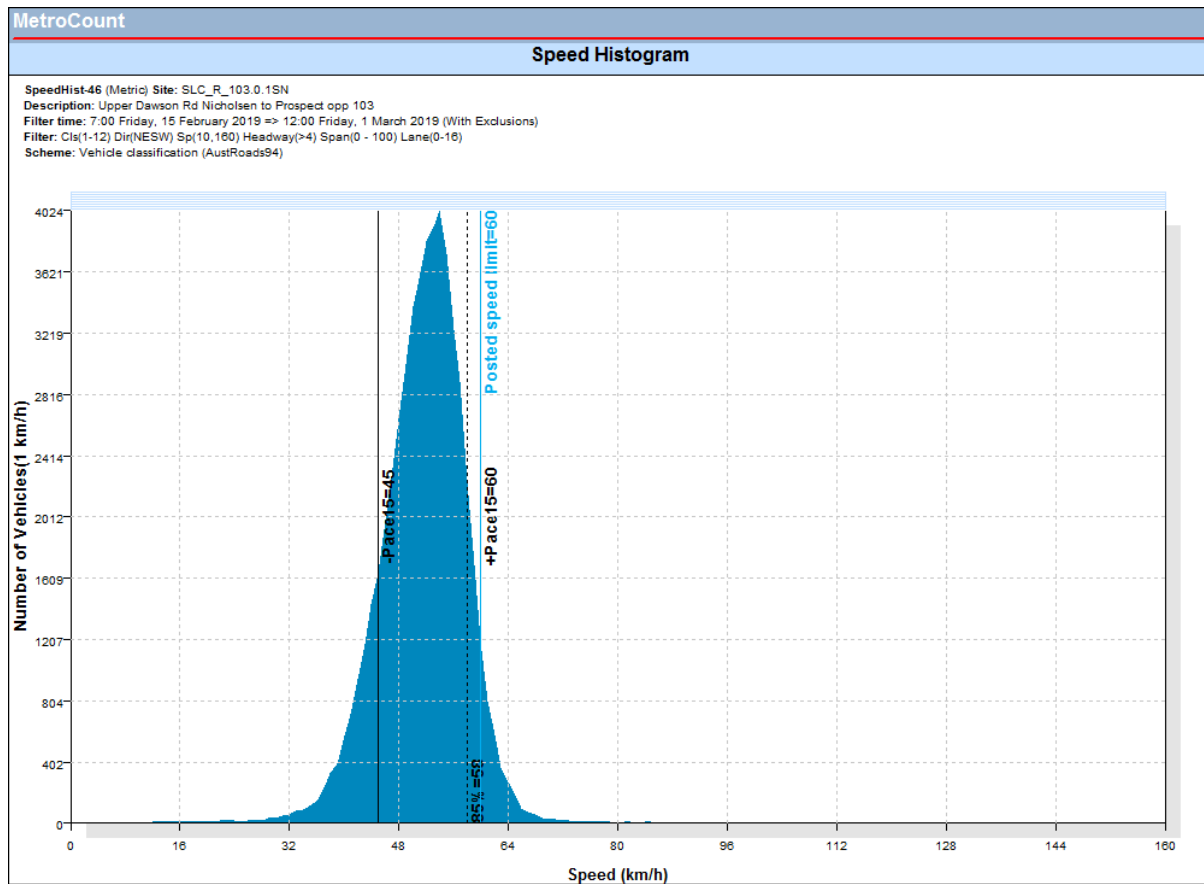 MetroCount
Speed Histogram
SpeedHist-46 (Metric) Site: SLC_R_103.0.1SN
Description: Upper Dawson Rd Nicholsen to Prospect opp 103
Filter time: 7:00 Friday, 15 February 2019 => 12:00 Friday, 1 March 2019 (With Exclusions)
Filter: Cls(1-12) Dir(NESW) Sp(10,160) Headway(>4) Span(0 - 100) Lane(0-16)
Scheme: Vehicle classification (AustRoads94)
Number of Vehicles(1 km/h)
4024
3621
3219
2816
2414
2012
1609
1207
804
402
0
-Pace15=45
85% =58
+Pace15=60
Posted speed limit=60
0 16 32 48 64 80 96 112 128 144 160
Speed (km/h)